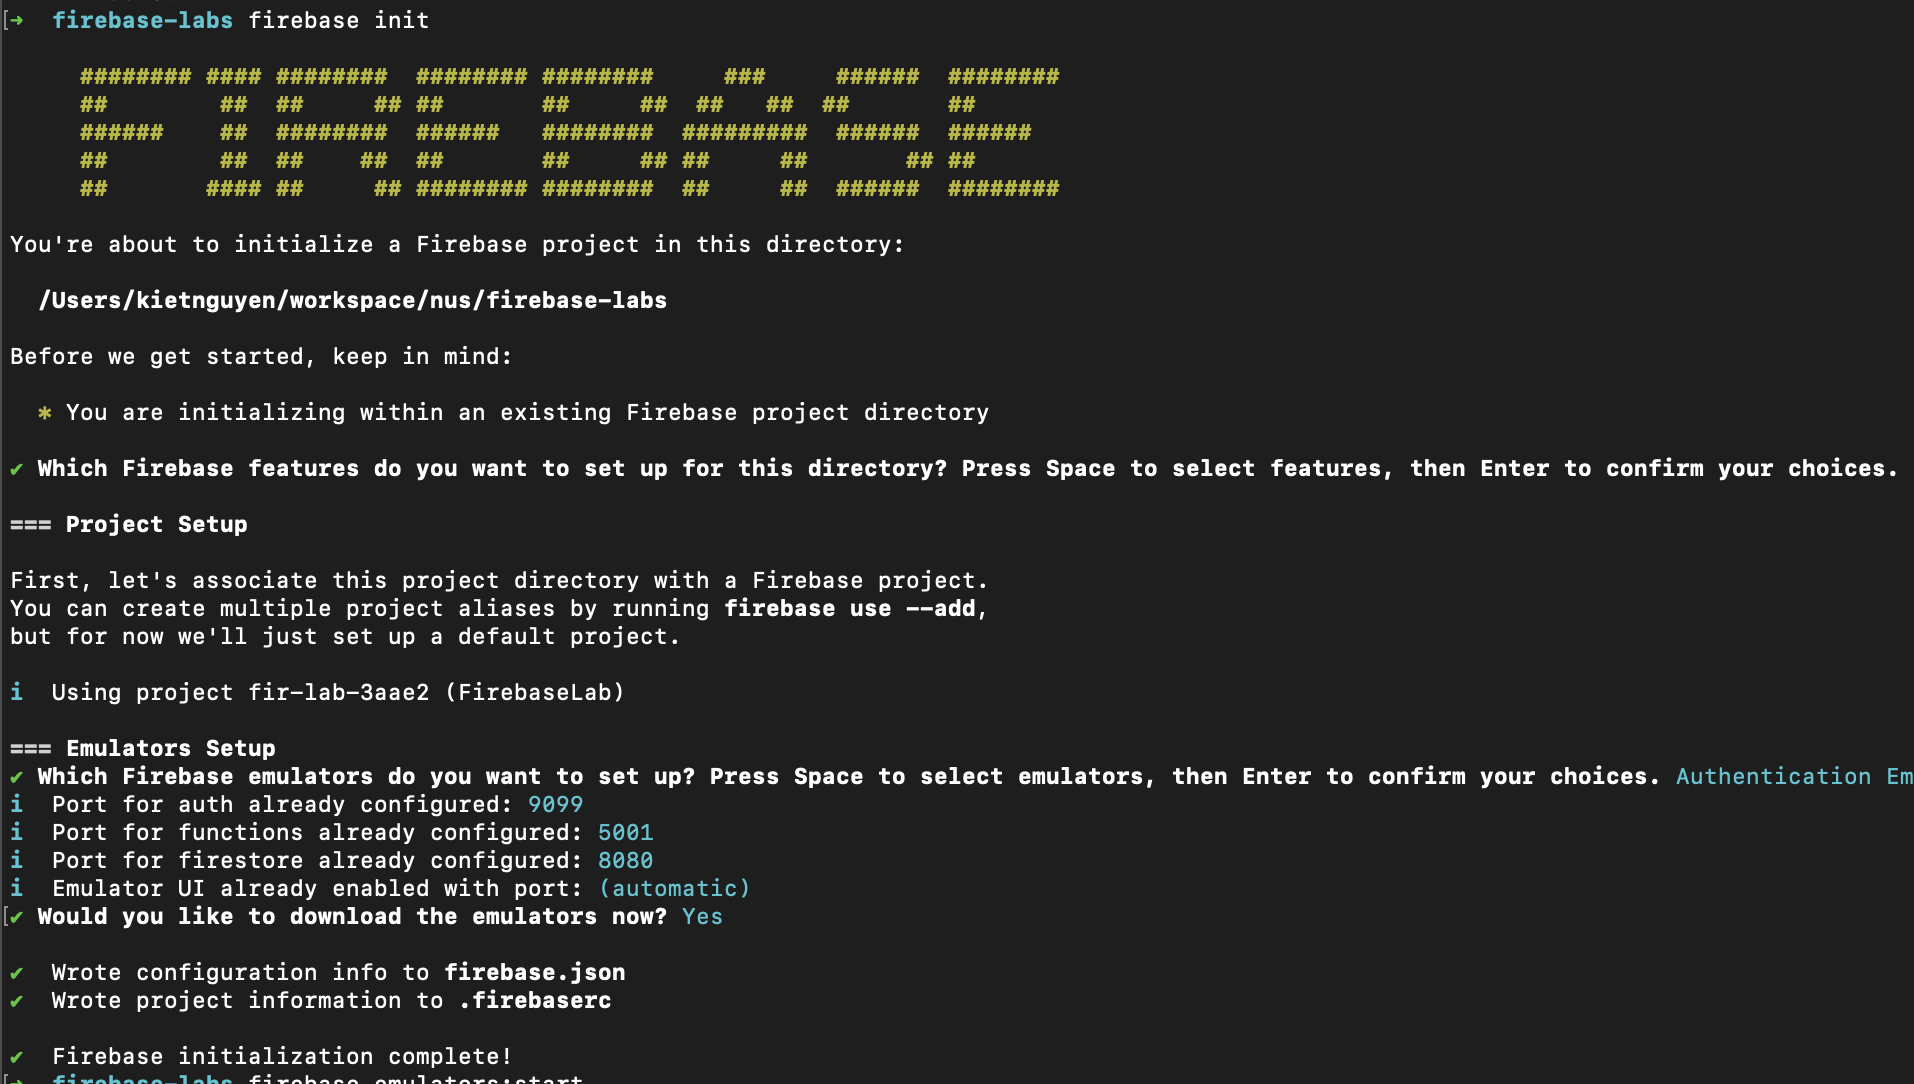 [➜  firebase-labs firebase init

     ######## #### ########  ######## ########     ###     ######  ########
     ##        ##  ##     ## ##       ##     ##  ##   ##  ##       ##
     ######    ##  ########  ######   ########  #########  ######  ######
     ##        ##  ##    ##  ##       ##     ## ##     ##       ## ##
     ##       #### ##     ## ######## ########  ##     ##  ######  ########

You're about to initialize a Firebase project in this directory:

  /Users/kietnguyen/workspace/nus/firebase-labs

Before we get started, keep in mind:

  * You are initializing within an existing Firebase project directory

✔ Which Firebase features do you want to set up for this directory? Press Space to select features, then Enter to confirm your choices.

=== Project Setup

First, let's associate this project directory with a Firebase project.
You can create multiple project aliases by running firebase use --add,
but for now we'll just set up a default project.

i  Using project fir-lab-3aae2 (FirebaseLab)

=== Emulators Setup
✔ Which Firebase emulators do you want to set up? Press Space to select emulators, then Enter to confirm your choices. Authentication Em
i  Port for auth already configured: 9099
i  Port for functions already configured: 5001
i  Port for firestore already configured: 8080
i  Emulator UI already enabled with port: (automatic)
[✔ Would you like to download the emulators now? Yes

✔  Wrote configuration info to firebase.json
✔  Wrote project information to .firebaserc

✔  Firebase initialization complete!
[➜  firebase-labs firebase emulators:start